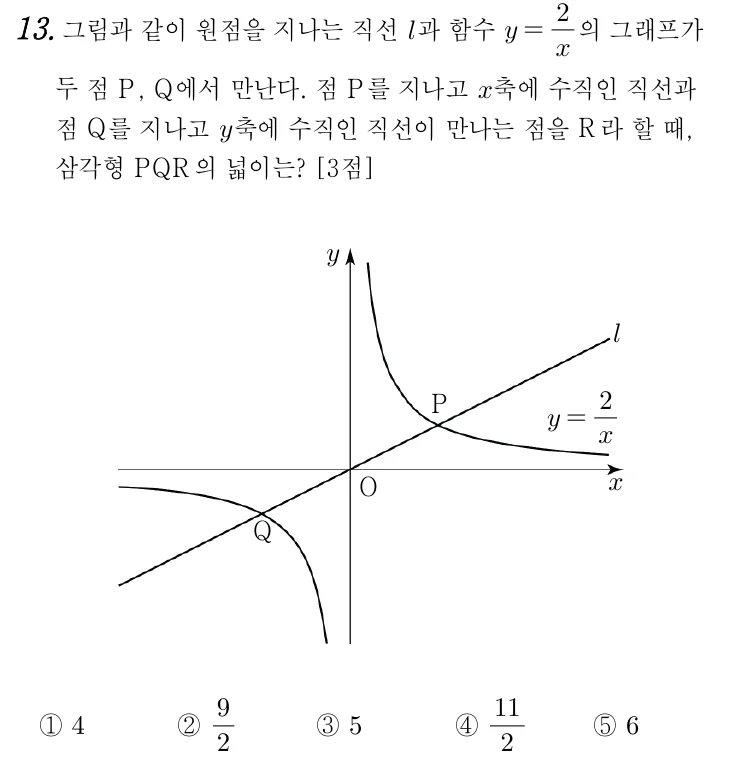 13. 그림과 같이 원점을 지나는 직선 l과 함수 y = 2/x 의 그래프가
두 점 P, Q에서 만난다. 점 P를 지나고 x축에 수직인 직선과
점 Q를 지나고 y축에 수직인 직선이 만나는 점을 R라 할 때,
삼각형 PQR의 넓이는? [3점]
y
l
P
y = 2/x
O
x
Q
① 4 ② 9/2 ③ 5 ④ 11/2 ⑤ 6